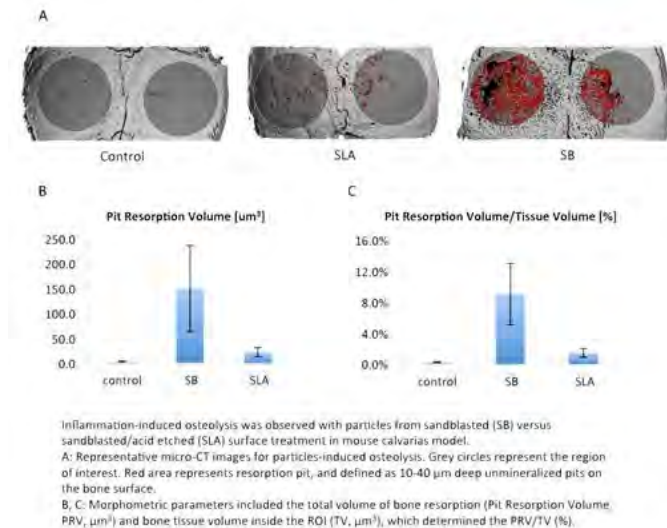 A
Control
SLA
SB
B
Pit Resorption Volume [um³]
250.0
200.0
150.0
100.0
50.0
0.0
control
SB
SLA
C
Pit Resorption Volume/Tissue Volume [%]
16.0%
12.0%
8.0%
4.0%
0.0%
control
SB
SLA
Inflammation-induced osteolysis was observed with particles from sandblasted (SB) versus
sandblasted/acid etched (SLA) surface treatment in mouse calvarias model.
A: Representative micro-CT images for particles-induced osteolysis. Grey circles represent the region
of interest. Red area represents resorption pit, and defined as 10-40 μm deep unmineralized pits on
the bone surface.
B, C: Morphometric parameters included the total volume of bone resorption (Pit Resorption Volume
PRV, μm³) and bone tissue volume inside the ROI (TV, μm³), which determined the PRV/TV (%).